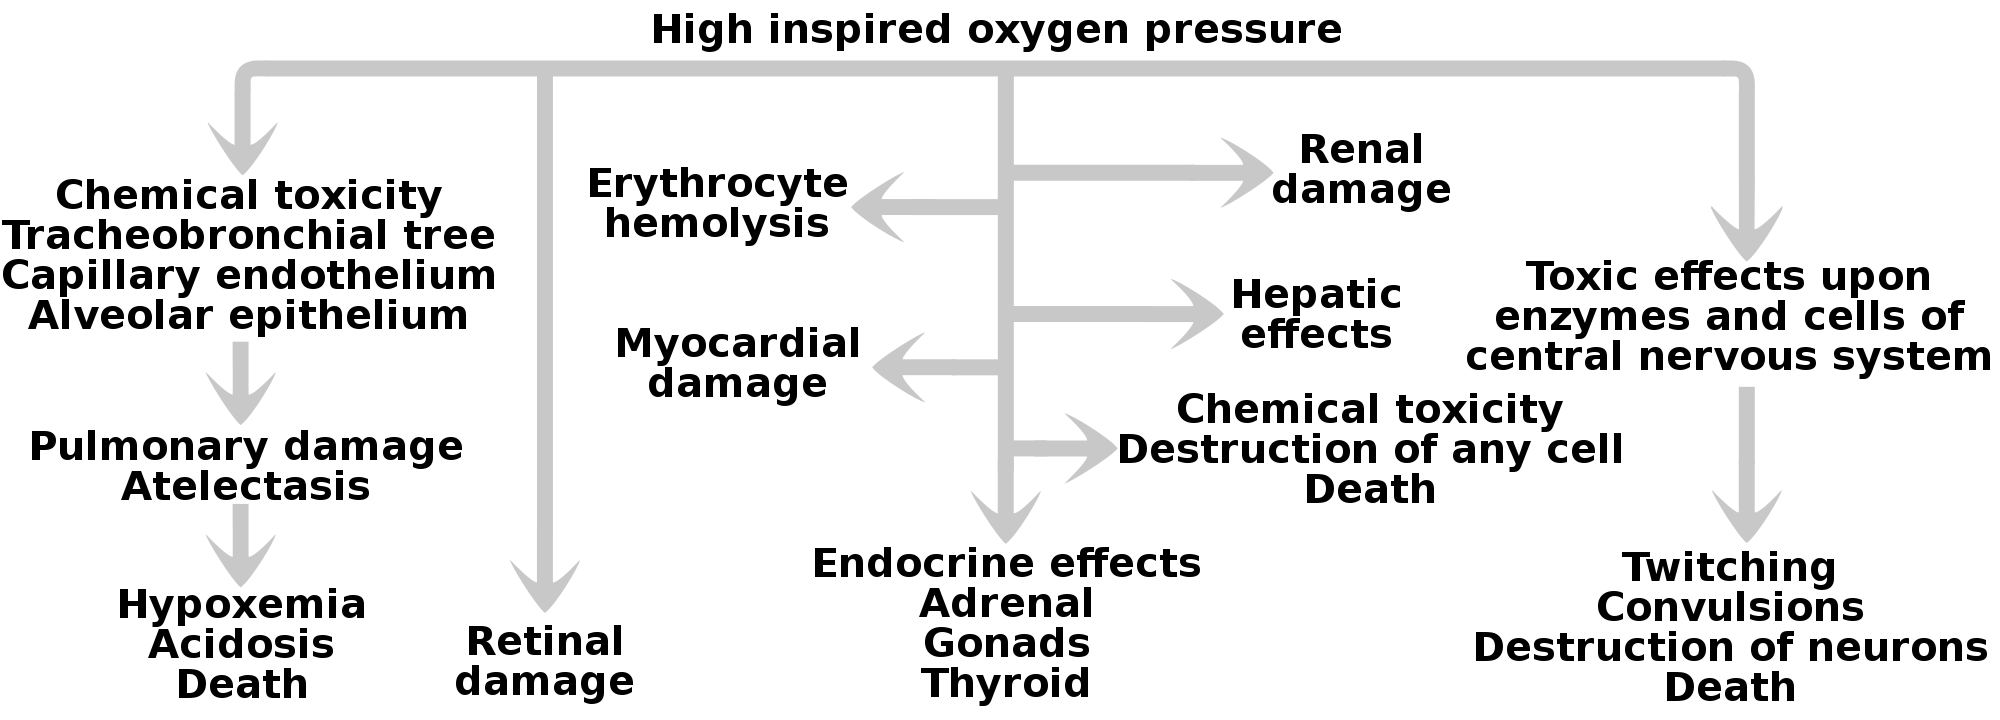 High inspired oxygen pressure
Chemical toxicity
Tracheobronchial tree
Capillary endothelium
Alveolar epithelium
Pulmonary damage
Atelectasis
Hypoxemia
Acidosis
Death
Retinal
damage
Erythrocyte
hemolysis
Myocardial
damage
Renal
damage
Hepatic
effects
Chemical toxicity
Destruction of any cell
Death
Endocrine effects
Adrenal
Gonads
Thyroid
Toxic effects upon
enzymes and cells of
central nervous system
Twitching
Convulsions
Destruction of neurons
Death